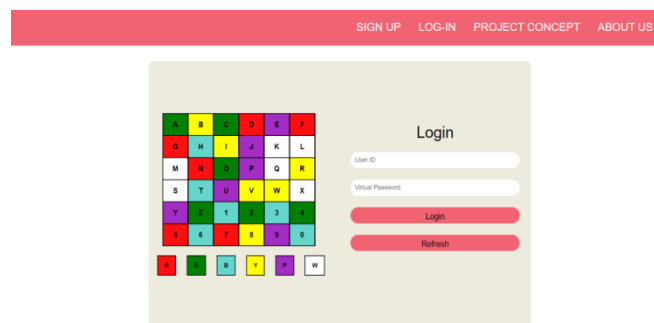 SIGN UP LOG-IN PROJECT CONCEPT ABOUT US
A B C D E F
G H I J K L
M N O P Q R
S T U V W X
Y Z 1 2 3 4
5 6 7 8 9 0
R G B Y P W
Login
User ID
Virtual Password
Login
Refresh